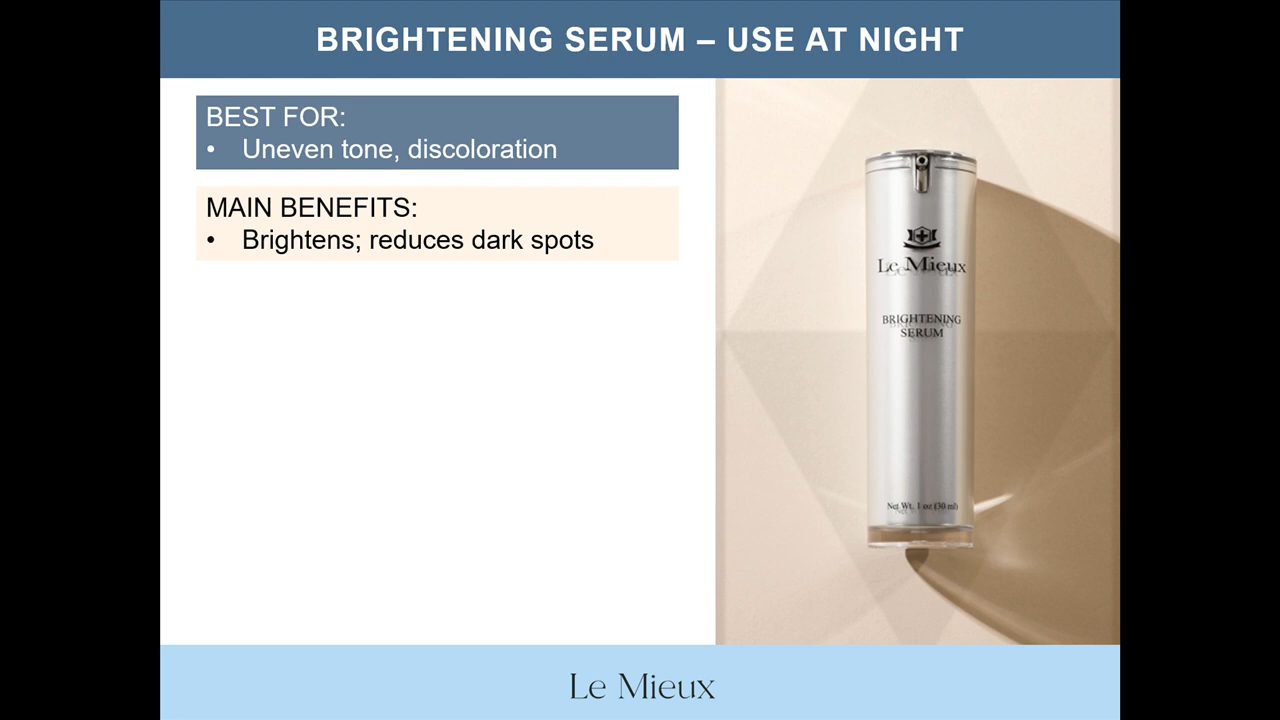 BRIGHTENING SERUM – USE AT NIGHT
BEST FOR:
• Uneven tone, discoloration
MAIN BENEFITS:
• Brightens; reduces dark spots
Le Mieux
BRIGHTENING
SERUM
Net Wt. 1 oz (30 ml)
Le Mieux